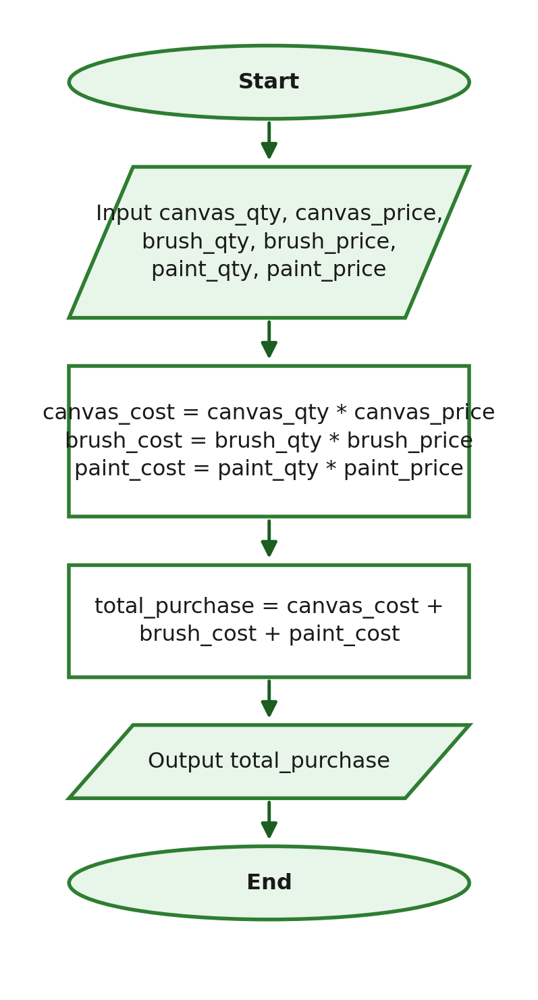 Start
Input canvas_qty, canvas_price,
brush_qty, brush_price,
paint_qty, paint_price
canvas_cost = canvas_qty * canvas_price
brush_cost = brush_qty * brush_price
paint_cost = paint_qty * paint_price
total_purchase = canvas_cost +
brush_cost + paint_cost
Output total_purchase
End